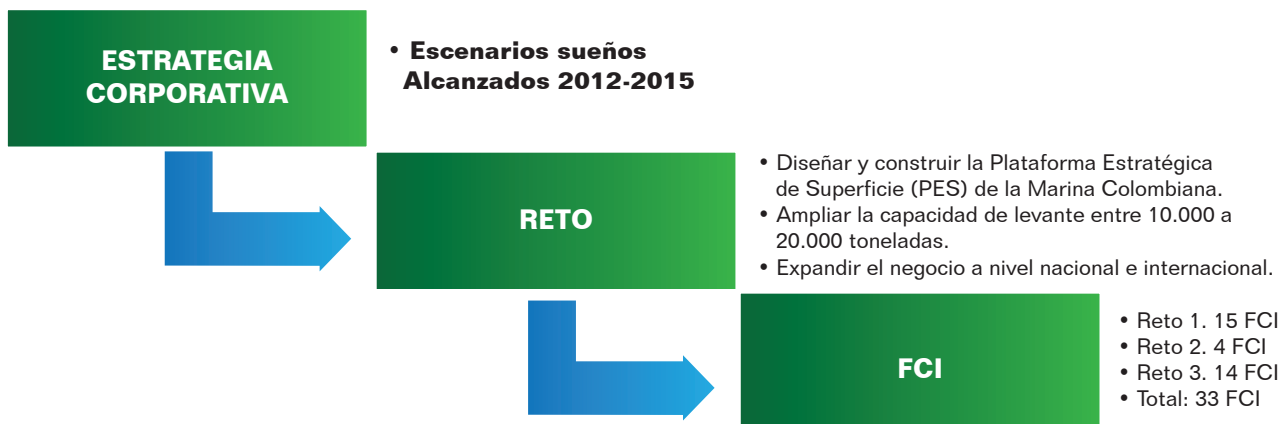 ESTRATEGIA
CORPORATIVA
• Escenarios sueños
Alcanzados 2012-2015
RETO
• Diseñar y construir la Plataforma Estratégica
de Superficie (PES) de la Marina Colombiana.
• Ampliar la capacidad de levante entre 10.000 a
20.000 toneladas.
• Expandir el negocio a nivel nacional e internacional.
FCI
• Reto 1. 15 FCI
• Reto 2. 4 FCI
• Reto 3. 14 FCI
• Total: 33 FCI